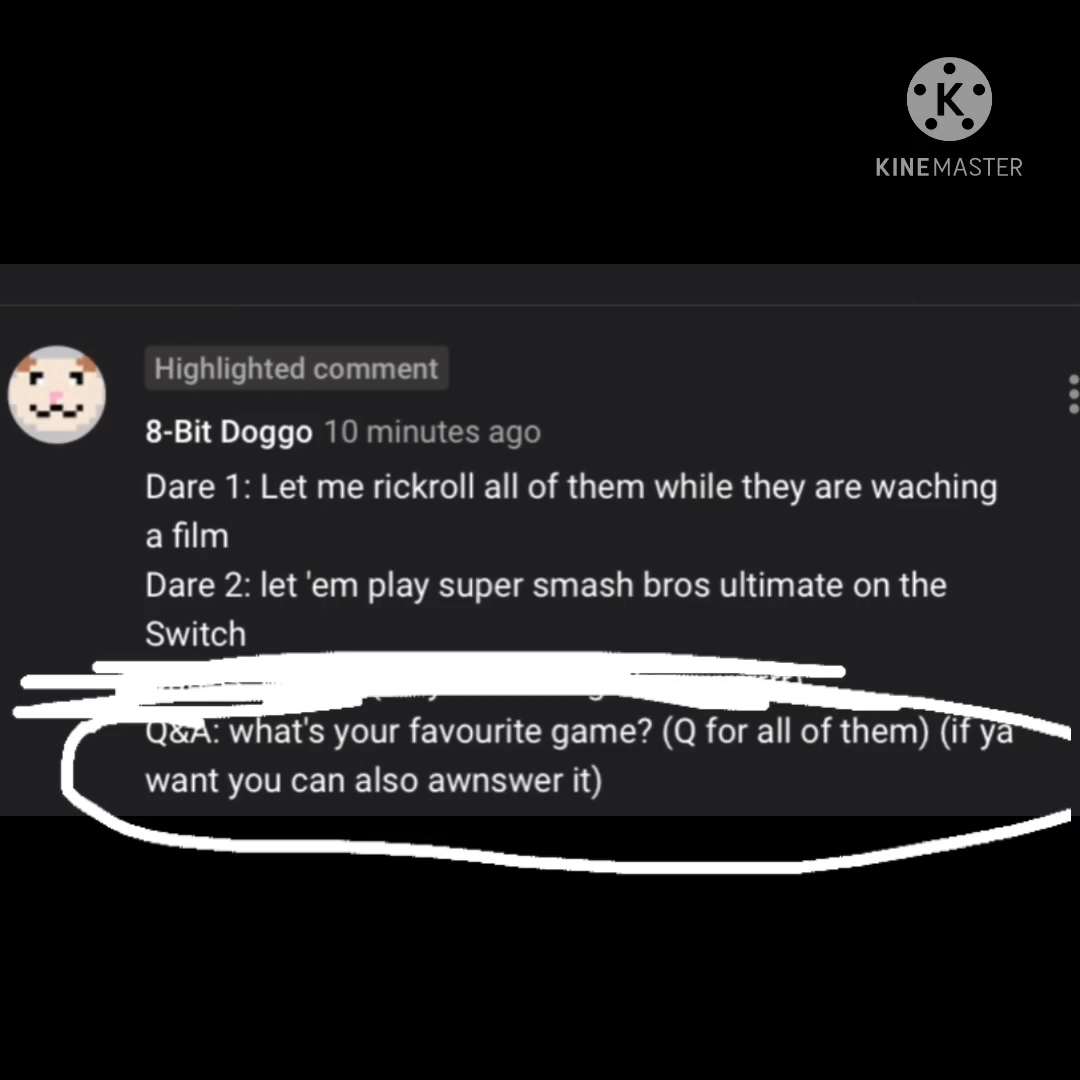 K
KINEMASTER
Highlighted comment
8-Bit Doggo 10 minutes ago
Dare 1: Let me rickroll all of them while they are waching
a film
Dare 2: let 'em play super smash bros ultimate on the
Switch
Q&A: what's your favourite game? (Q for all of them) (if ya
want you can also awnswer it)